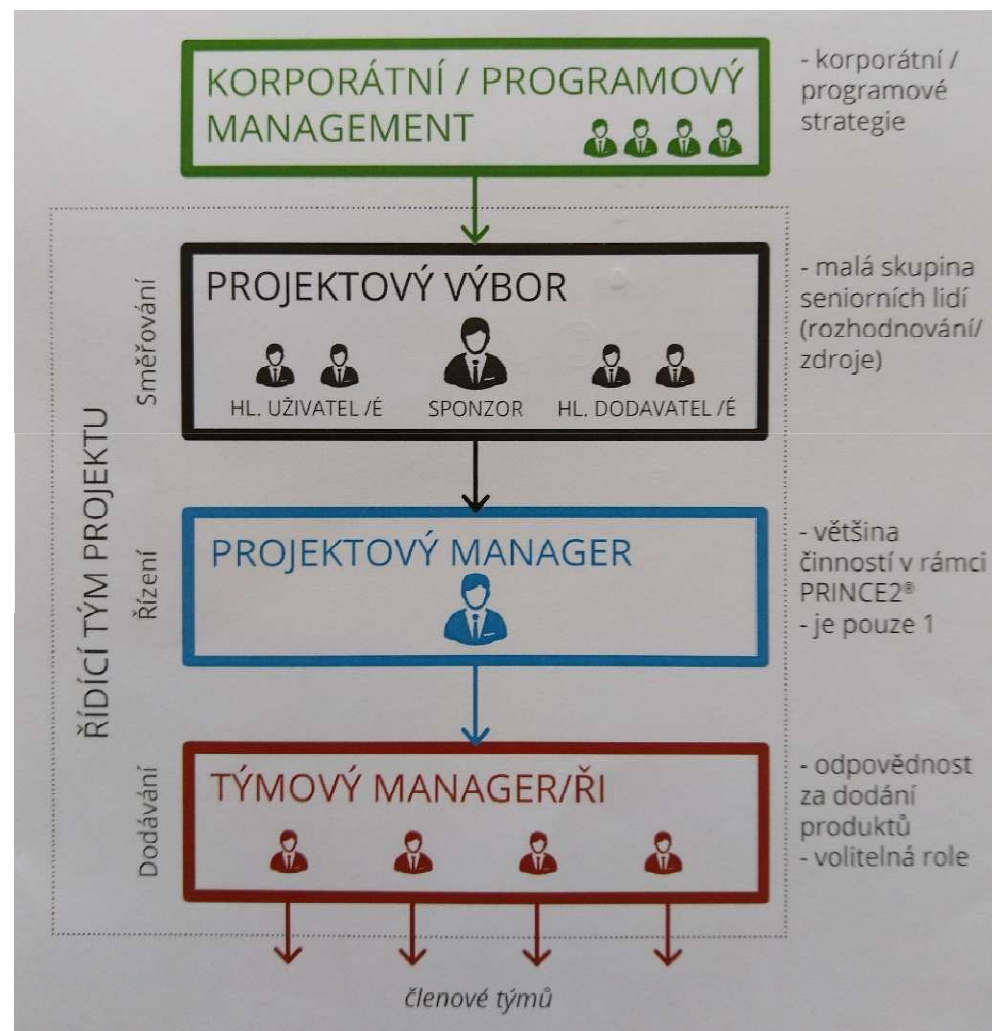 KORPORÁTNÍ / PROGRAMOVÝ
MANAGEMENT
- korporátní /
programové
strategie
ŘÍDÍCÍ TÝM PROJEKTU
Směřování
PROJEKTOVÝ VÝBOR
HL. UŽIVATEL /É
SPONZOR
HL. DODAVATEL /É
- malá skupina
seniorních lidí
(rozhodnování/
zdroje)
Řízení
PROJEKTOVÝ MANAGER
- většina
činností v rámci
PRINCE2®
- je pouze 1
Dodávání
TÝMOVÝ MANAGER/ŘI
- odpovědnost
za dodání
produktů
- volitelná role
členové týmů